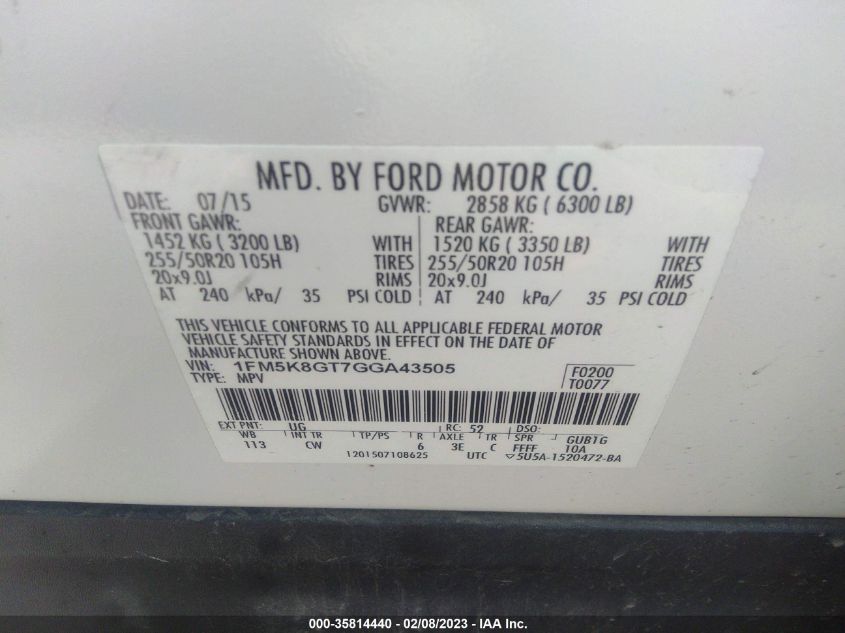 MFD. BY FORD MOTOR CO.
DATE: 07/15 GVWR: 2858 KG ( 6300 LB)
FRONT GAWR: REAR GAWR:
1452 KG ( 3200 LB) WITH 1520 KG ( 3350 LB) WITH
255/50R20 105H TIRES 255/50R20 105H TIRES
20x9.0J RIMS 20x9.0J RIMS
AT 240 kPa/ 35 PSI COLD AT 240 kPa/ 35 PSI COLD
THIS VEHICLE CONFORMS TO ALL APPLICABLE FEDERAL MOTOR
VEHICLE SAFETY STANDARDS IN EFFECT ON THE DATE OF
MANUFACTURE SHOWN ABOVE.
VIN: 1FM5K8GT7GGA43505 F0200
TYPE: MPV T0077
EXT PNT: UG RC: 52 DSO:
WB INT TR TP/PS R AXLE TR SPR GUB1G
113 CW 6 3E C FFFF 10A
1201507108625 UTC ▽5U5A-1520472-BA
000-35814440 - 02/08/2023 - IAA Inc.